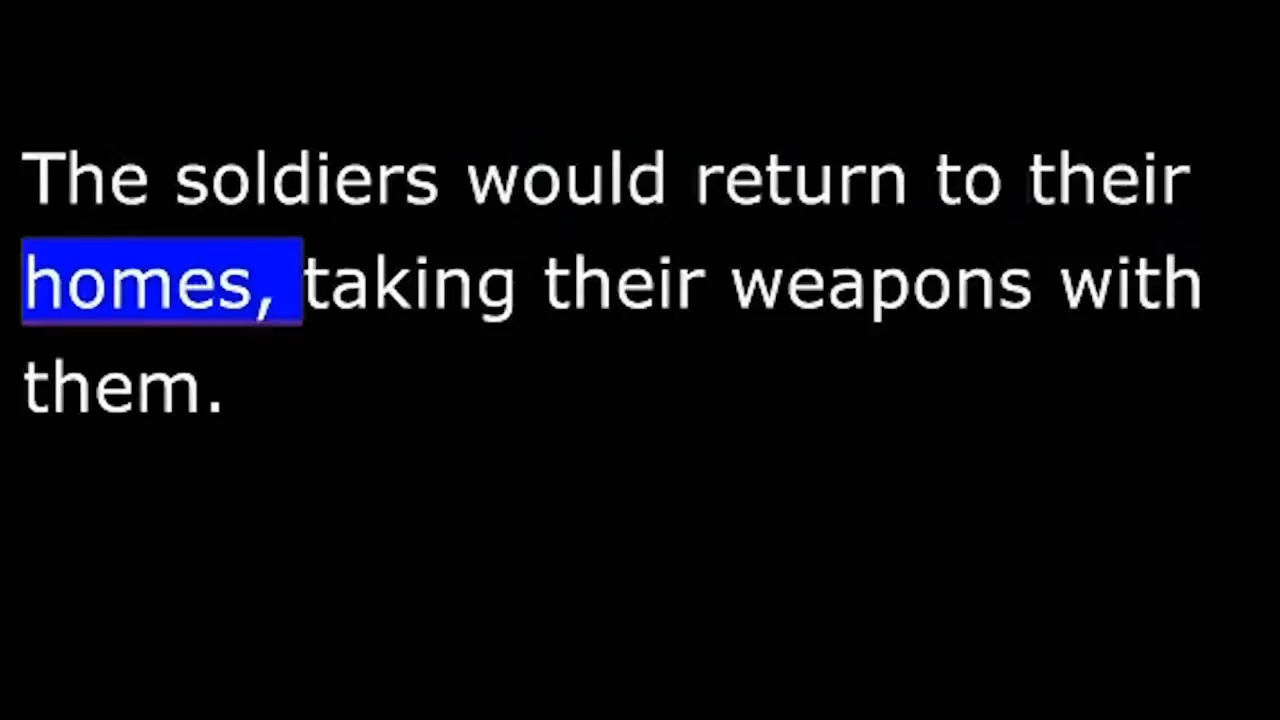 The soldiers would return to their
homes, taking their weapons with
them.